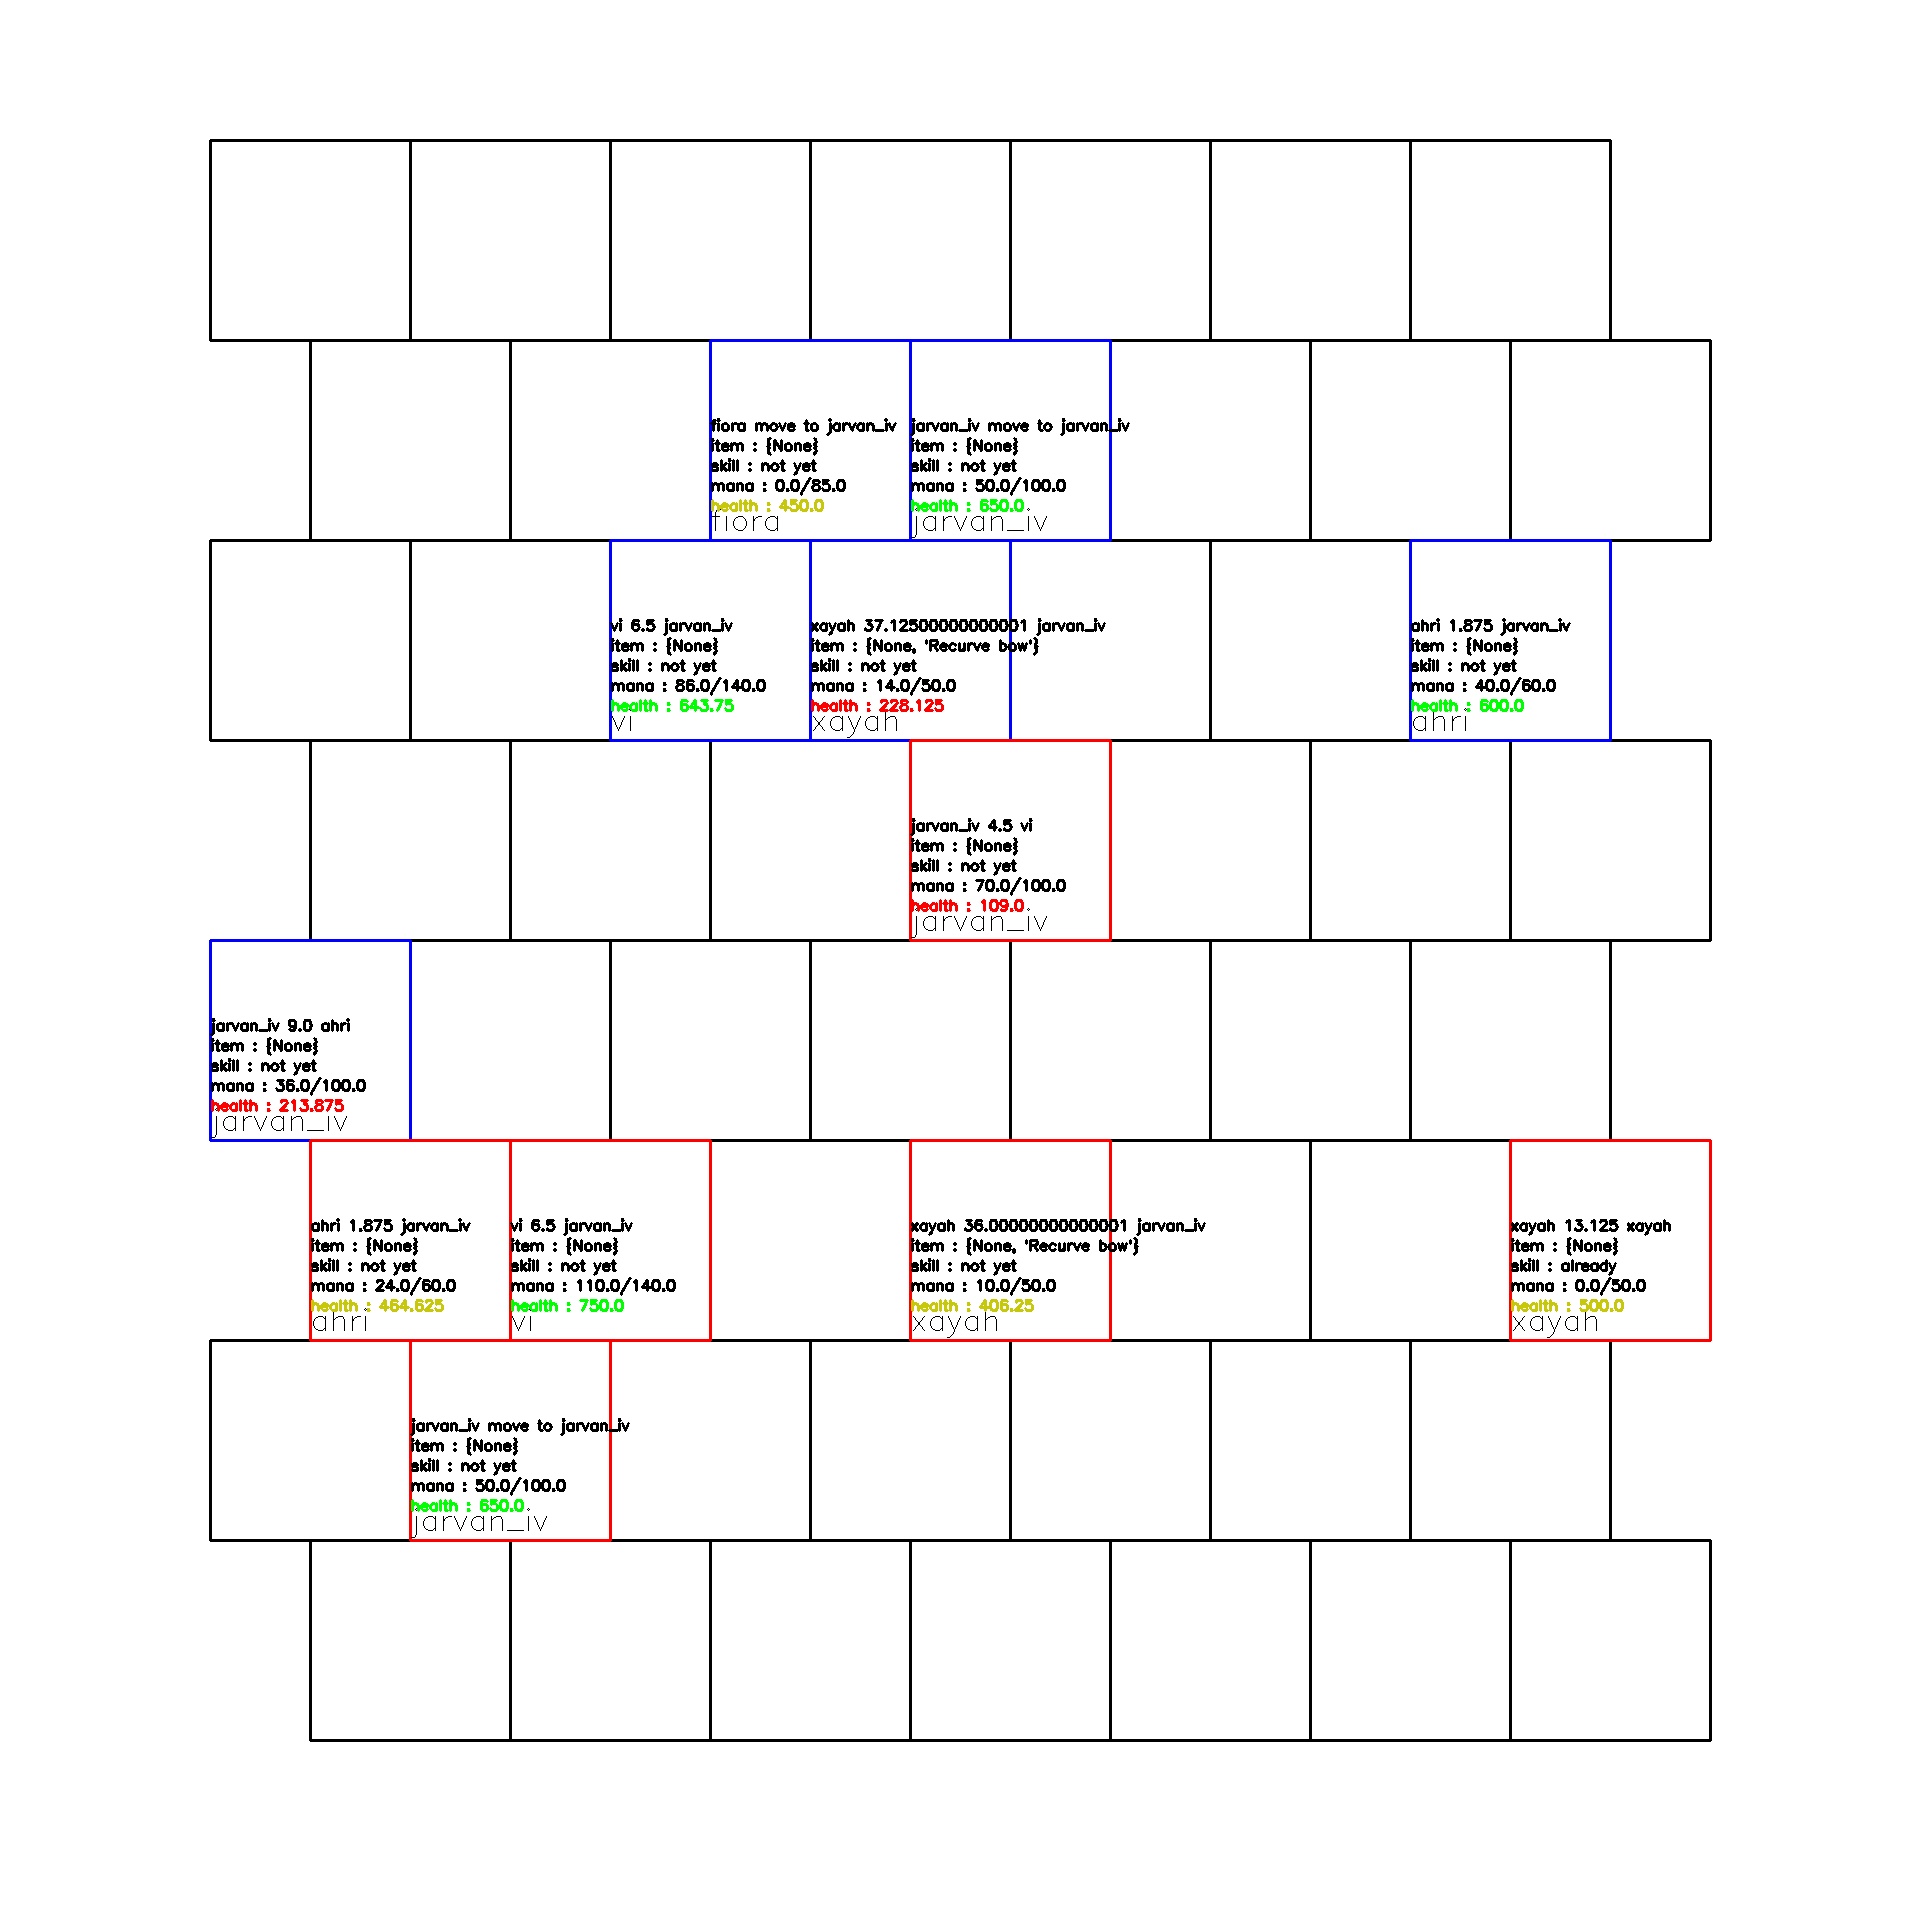 fiora move to jarvan_iv
item : {None}
skill : not yet
mana : 0.0/85.0
health : 450.0
fiora
jarvan_iv move to jarvan_iv
item : {None}
skill : not yet
mana : 50.0/100.0
health : 650.0
jarvan_iv
vi 6.5 jarvan_iv
item : {None}
skill : not yet
mana : 86.0/140.0
health : 643.75
vi
xayah 37.12500000000001 jarvan_iv
item : {None, 'Recurve bow'}
skill : not yet
mana : 14.0/50.0
health : 228.125
xayah
ahri 1.875 jarvan_iv
item : {None}
skill : not yet
mana : 40.0/60.0
health : 600.0
ahri
jarvan_iv 4.5 vi
item : {None}
skill : not yet
mana : 70.0/100.0
health : 109.0
jarvan_iv
jarvan_iv 9.0 ahri
item : {None}
skill : not yet
mana : 36.0/100.0
health : 213.875
jarvan_iv
ahri 1.875 jarvan_iv
item : {None}
skill : not yet
mana : 24.0/60.0
health : 464.625
ahri
vi 6.5 jarvan_iv
item : {None}
skill : not yet
mana : 110.0/140.0
health : 750.0
vi
xayah 36.00000000000001 jarvan_iv
item : {None, 'Recurve bow'}
skill : not yet
mana : 10.0/50.0
health : 406.25
xayah
xayah 13.125 xayah
item : {None}
skill : already
mana : 0.0/50.0
health : 500.0
xayah
jarvan_iv move to jarvan_iv
item : {None}
skill : not yet
mana : 50.0/100.0
health : 650.0
jarvan_iv